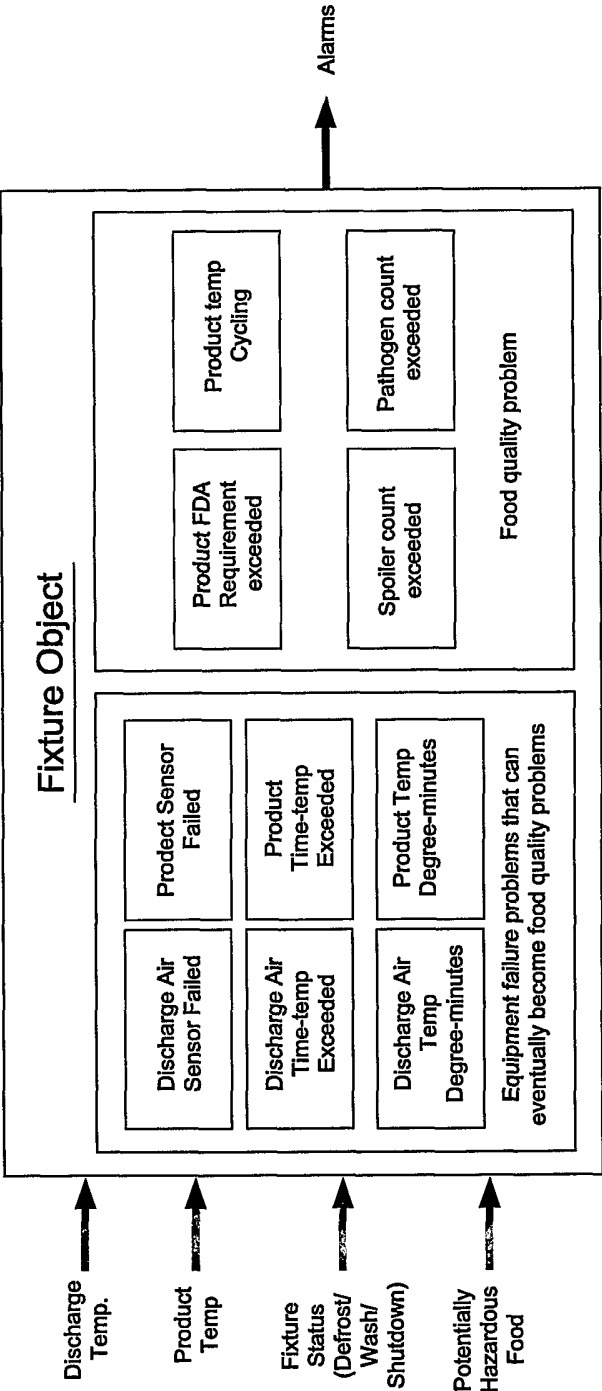 Fixture Object
Discharge
Temp.
Product
Temp
Fixture
Status
(Defrost/
Wash/
Shutdown)
Potentially
Hazardous
Food
Discharge Air
Sensor Failed
Prodect Sensor
Failed
Discharge Air
Time-temp
Exceeded
Product
Time-temp
Exceeded
Discharge Air
Temp
Degree-minutes
Product Temp
Degree-minutes
Equipment failure problems that can
eventually become food quality problems
Product FDA
Requirement
exceeded
Product temp
Cycling
Spoiler count
exceeded
Pathogen count
exceeded
Food quality problem
Alarms